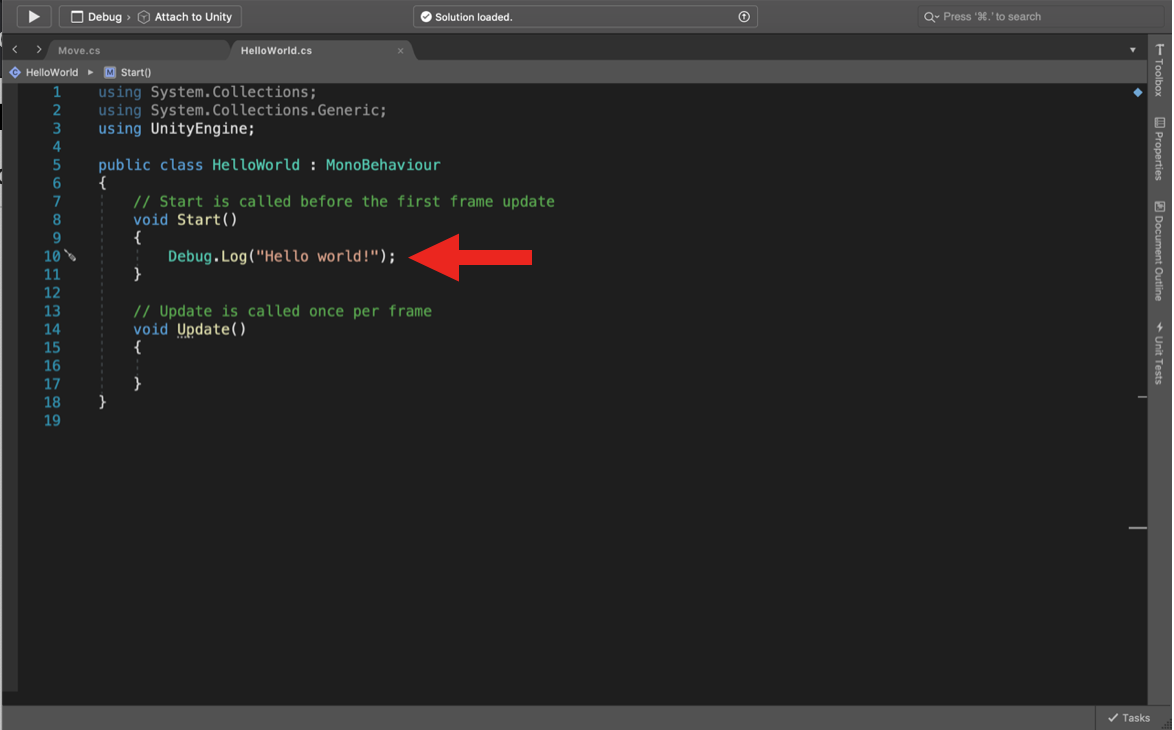 Debug › Attach to Unity
Solution loaded.
Press '⌘.' to search
Move.cs
HelloWorld.cs
HelloWorld ▸ M Start()
1 using System.Collections;
2 using System.Collections.Generic;
3 using UnityEngine;
4
5 public class HelloWorld : MonoBehaviour
6 {
7 // Start is called before the first frame update
8 void Start()
9 {
10 Debug.Log("Hello world!");
11 }
12
13 // Update is called once per frame
14 void Update()
15 {
16
17 }
18 }
19
Toolbox
Properties
Document Outline
Unit Tests
Tasks